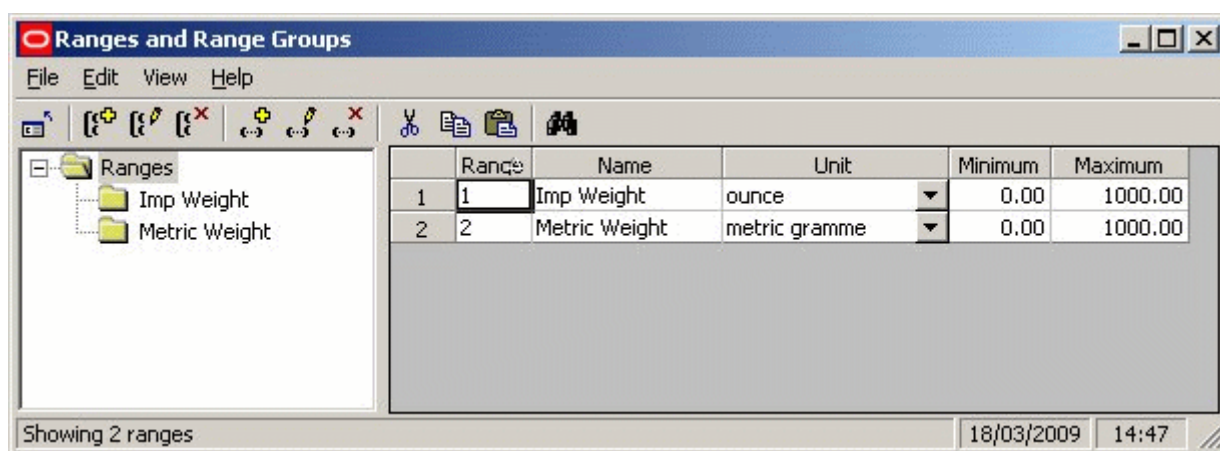 Ranges and Range Groups
File Edit View Help
Ranges
Imp Weight
Metric Weight
Range Name Unit Minimum Maximum
1 1 Imp Weight ounce 0.00 1000.00
2 2 Metric Weight metric gramme 0.00 1000.00
Showing 2 ranges 18/03/2009 14:47